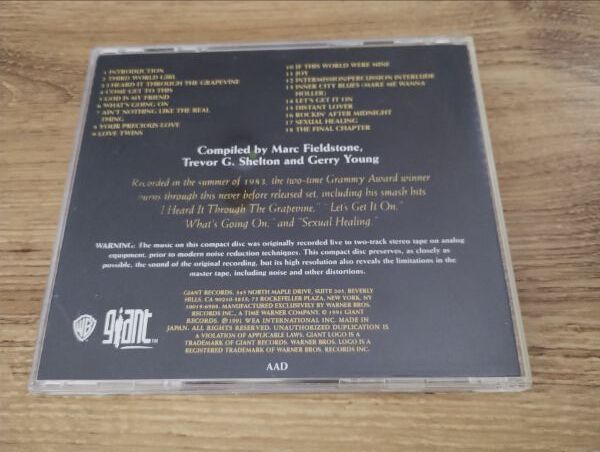 1 INTRODUCTION
2 THIRD WORLD GIRL
3 I HEARD IT THROUGH THE GRAPEVINE
4 COME GET TO THIS
5 GOD IS MY FRIEND
6 WHAT'S GOING ON
7 AIN'T NOTHING LIKE THE REAL
THING
8 YOUR PRECIOUS LOVE
9 LOVE TWINS
10 IF THIS WORLD WERE MINE
11 JOY
12 INTERMISSION/PERCUSSION INTERLUDE
13 INNER CITY BLUES (MAKE ME WANNA
HOLLER)
14 LET'S GET IT ON
15 DISTANT LOVER
16 ROCKIN' AFTER MIDNIGHT
17 SEXUAL HEALING
18 THE FINAL CHAPTER
Compiled by Marc Fieldstone,
Trevor G. Shelton and Gerry Young
Recorded in the summer of 1983, the two-time Grammy Award winner
burns through this never before released set, including his smash hits
I Heard It Through The Grapevine," "Let's Get It On,"
What's Going On," and "Sexual Healing."
WARNING: The music on this compact disc was originally recorded live to two-track stereo tape on analog
equipment, prior to modern noise reduction techniques. This compact disc preserves, as closely as
possible, the sound of the original recording, but its high resolution also reveals the limitations in the
master tape, including noise and other distortions.
GIANT RECORDS, 345 NORTH MAPLE DRIVE, SUITE 205, BEVERLY
HILLS, CA 90210-3855; 75 ROCKEFELLER PLAZA, NEW YORK, NY
10019-6908. MANUFACTURED EXCLUSIVELY BY WARNER BROS.
RECORDS INC., A TIME WARNER COMPANY. © 1991 GIANT
RECORDS. ℗ 1991 WEA INTERNATIONAL INC. MADE IN
JAPAN. ALL RIGHTS RESERVED. UNAUTHORIZED DUPLICATION IS
A VIOLATION OF APPLICABLE LAWS. GIANT LOGO IS A
TRADEMARK OF GIANT RECORDS. WARNER BROS. LOGO IS A
REGISTERED TRADEMARK OF WARNER BROS. RECORDS INC.
WB
giant™
AAD